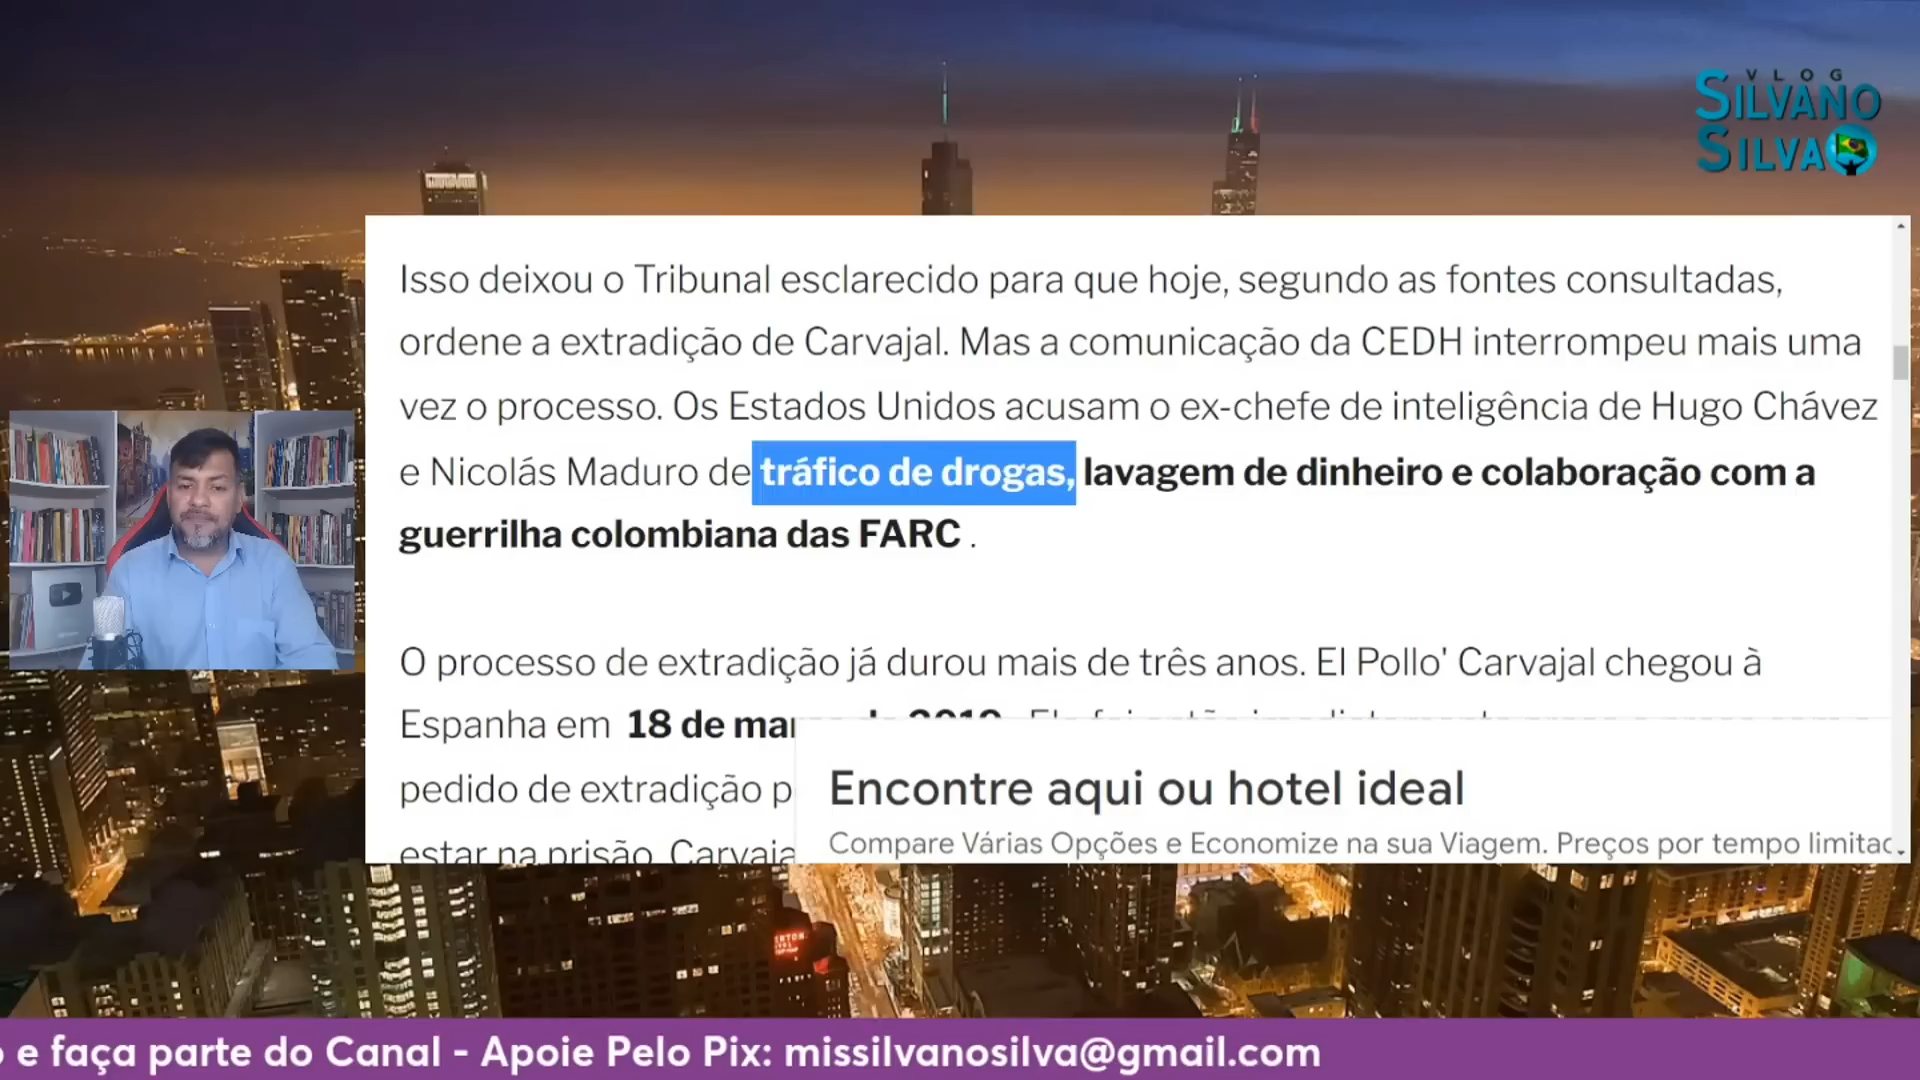 VLOG
SILVANO
SILVA
Isso deixou o Tribunal esclarecido para que hoje, segundo as fontes consultadas,
ordene a extradição de Carvajal. Mas a comunicação da CEDH interrompeu mais uma
vez o processo. Os Estados Unidos acusam o ex-chefe de inteligência de Hugo Chávez
e Nicolás Maduro de tráfico de drogas, lavagem de dinheiro e colaboração com a
guerrilha colombiana das FARC .
O processo de extradição já durou mais de três anos. El Pollo' Carvajal chegou à
Espanha em 18 de
pedido de extradição
estar na prisão.
Encontre aqui ou hotel ideal
Compare Várias Opções e Economize na sua Viagem. Preços por tempo
e faça parte do Canal - Apoie Pelo Pix: missilvanosilva@gmail.com